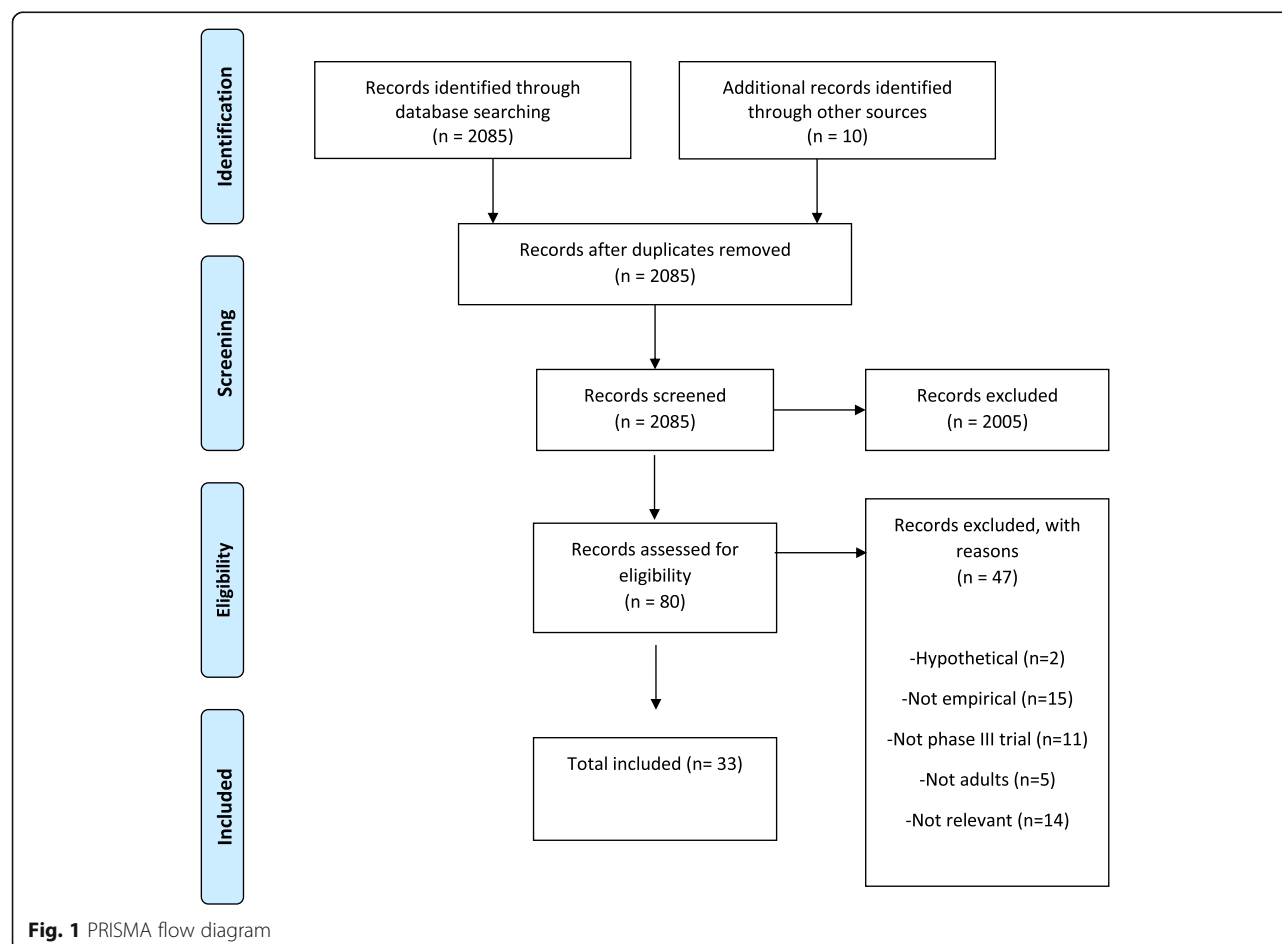 Identification
Records identified through
database searching
(n = 2085)
Additional records identified
through other sources
(n = 10)
Records after duplicates removed
(n = 2085)
Screening
Records screened
(n = 2085)
Records excluded
(n = 2005)
Eligibility
Records assessed for
eligibility
(n = 80)
Records excluded, with
reasons
(n = 47)
-Hypothetical (n=2)
-Not empirical (n=15)
-Not phase III trial (n=11)
-Not adults (n=5)
-Not relevant (n=14)
Included
Total included (n= 33)
Fig. 1 PRISMA flow diagram